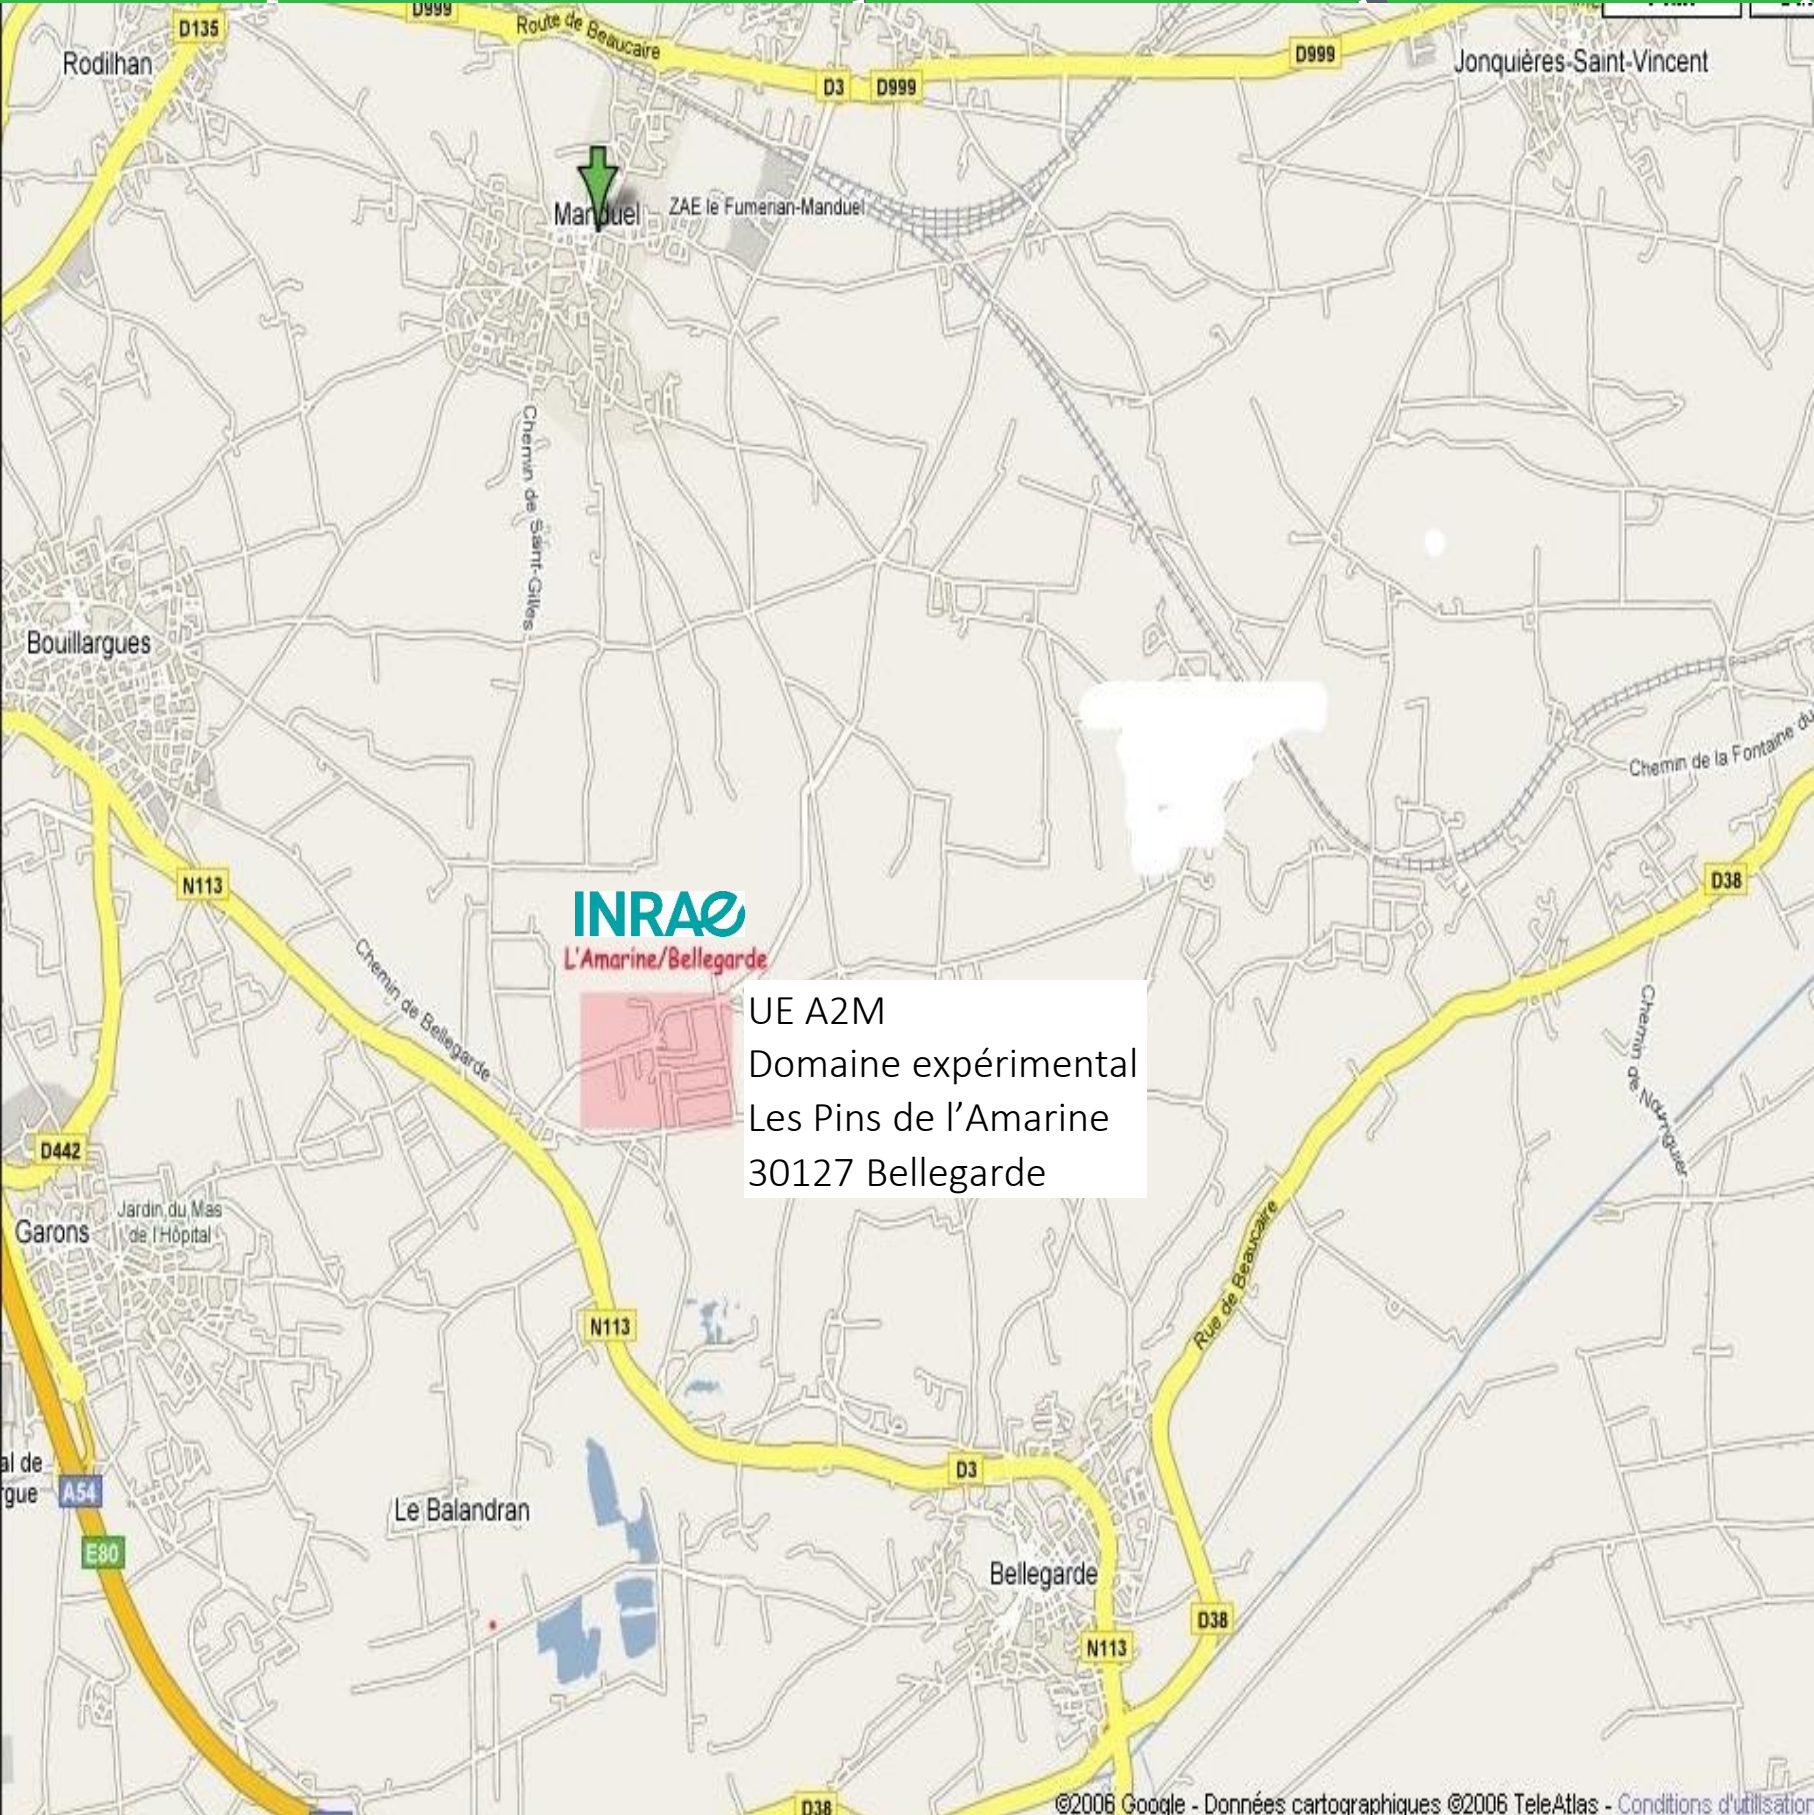 D999
D135
Route de Beaucaire
D999
Rodilhan
Jonquières-Saint-Vincent
D3
D999
Manduel
ZAE le Fumerian-Manduel
Chemin de Saint-Gilles
Bouillargues
Chemin de la Fontaine du
N113
D38
INRAE
L'Amarine/Bellegarde
Chemin de Bellegarde
UE A2M
Domaine expérimental
Les Pins de l’Amarine
30127 Bellegarde
Chemin de Nourriguier
D442
Jardin du Mas
de l'Hôpital
Garons
Rue de Beaucaire
N113
al de
rgue
A54
D3
Le Balandran
E80
Bellegarde
D38
N113
D38
©2006 Google - Données cartographiques ©2006 TeleAtlas - Conditions d'utilisation